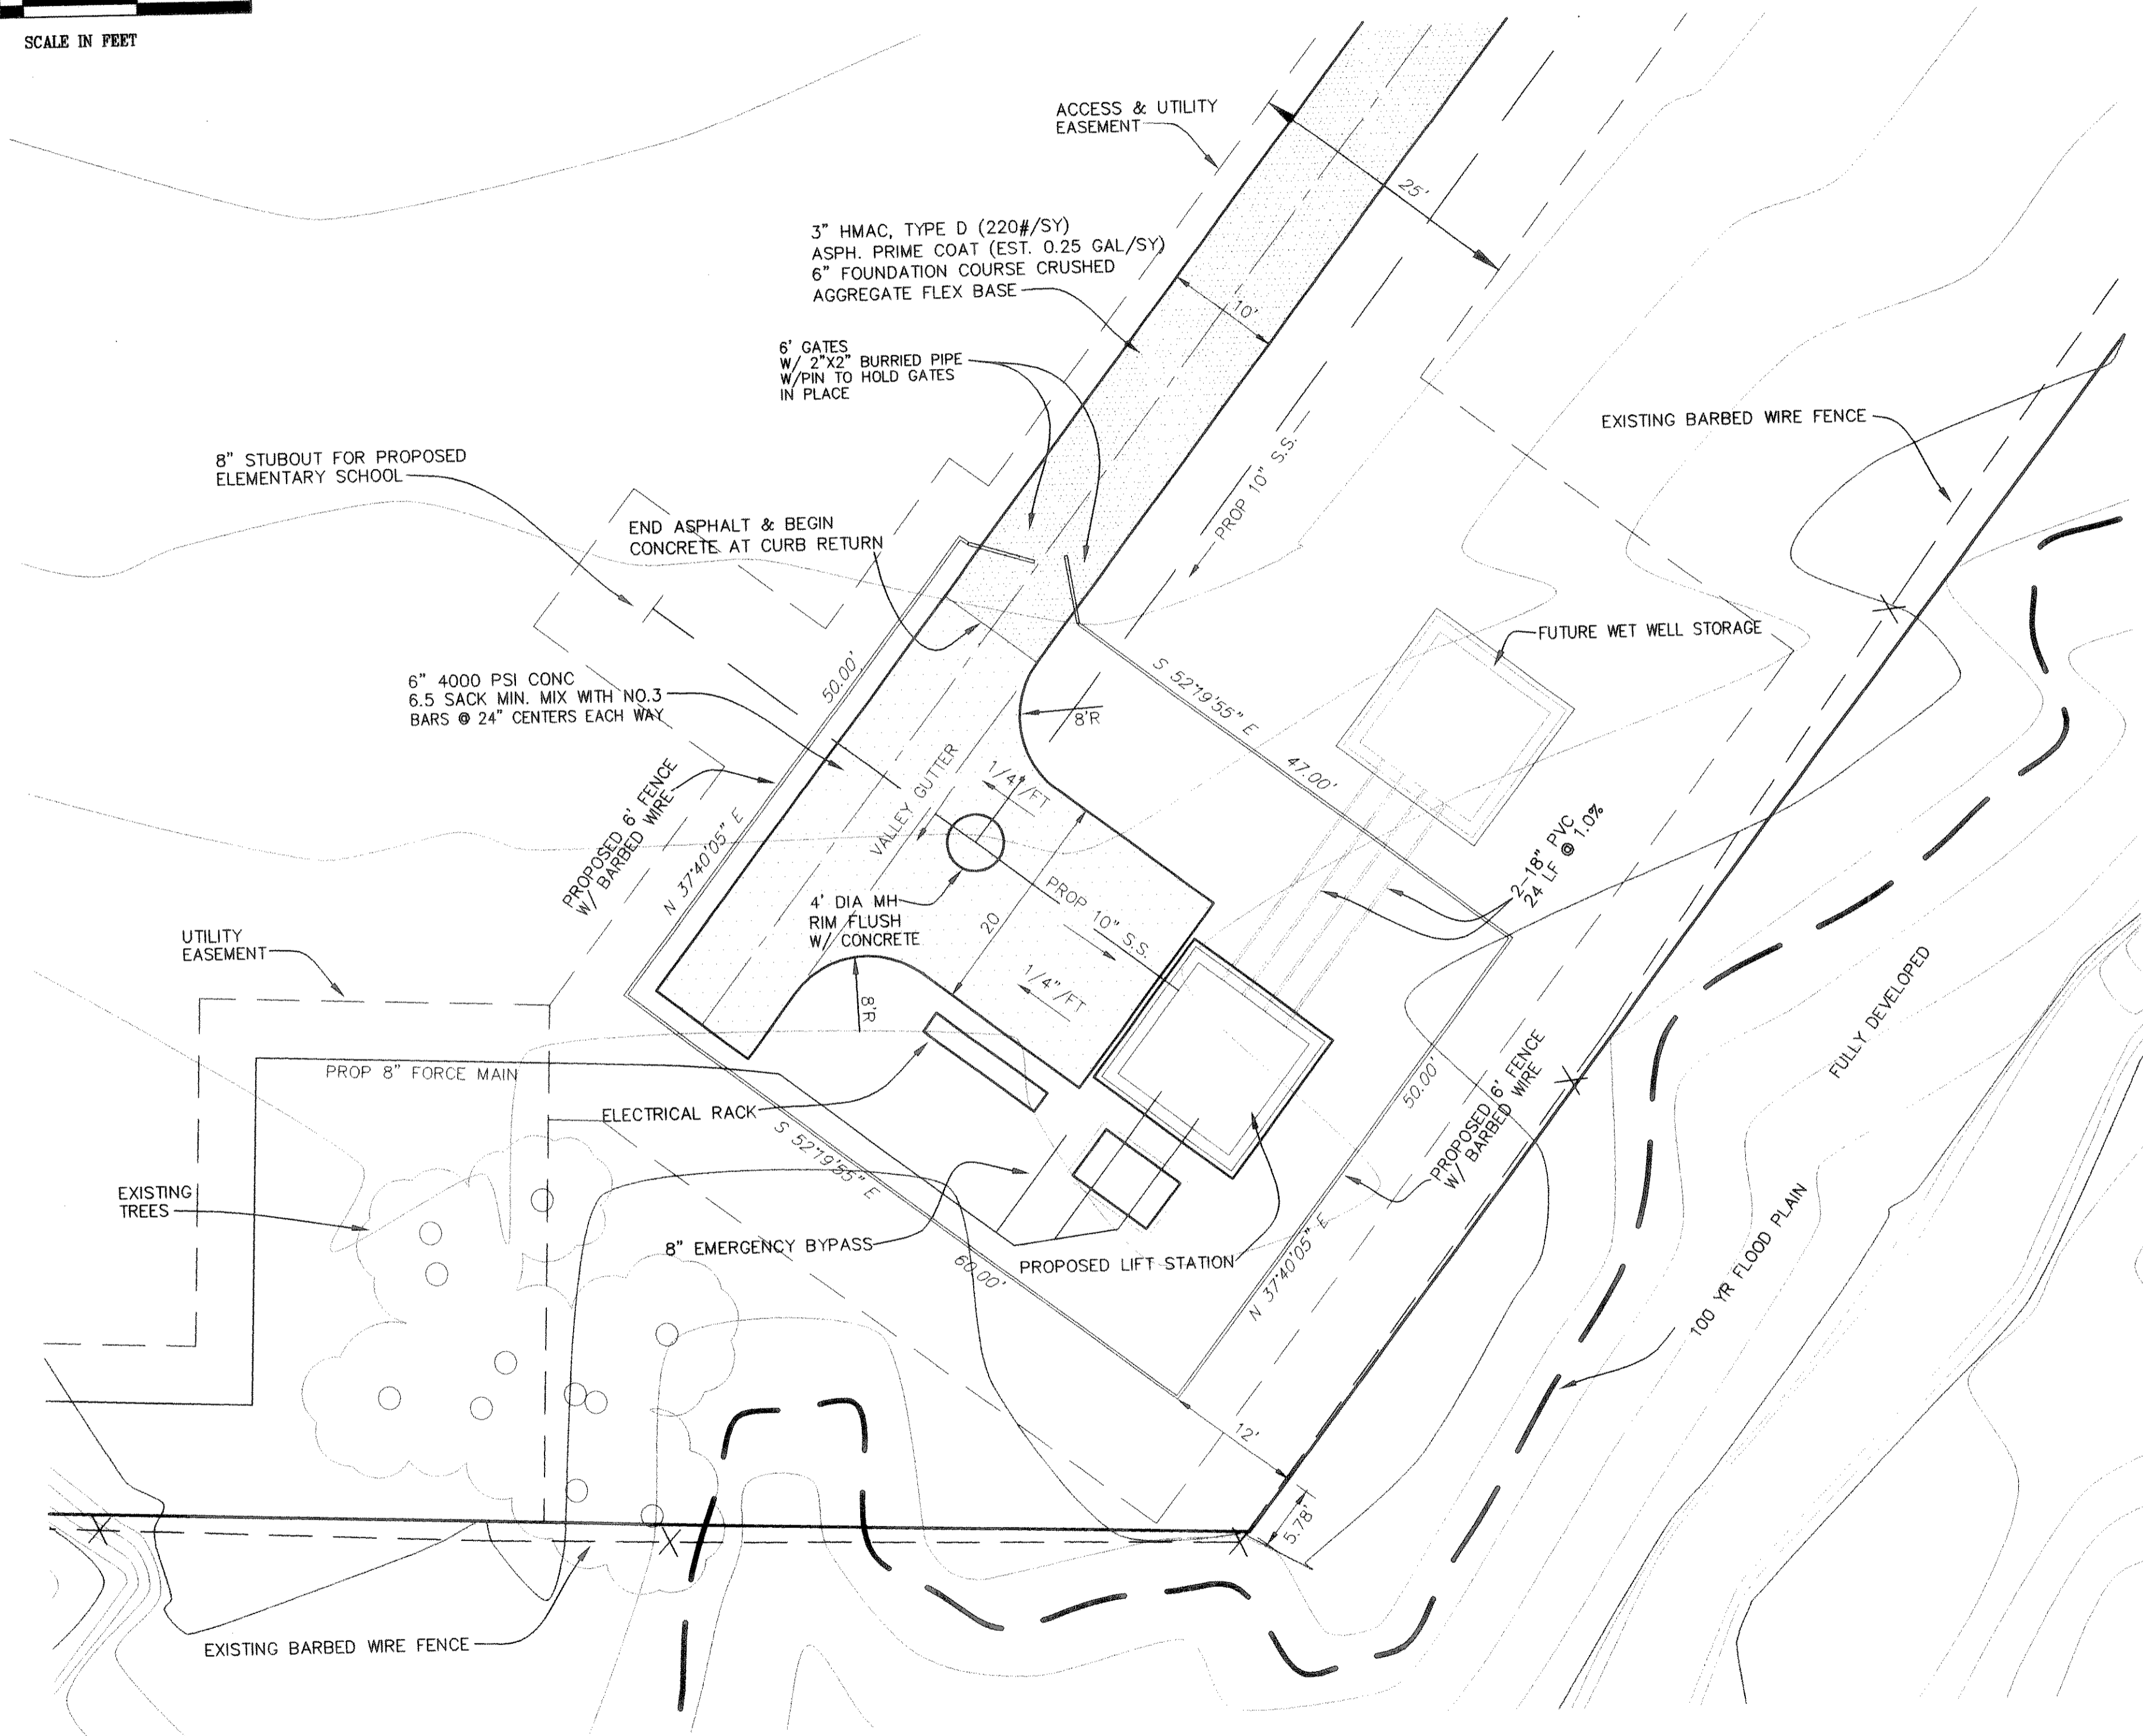 SCALE IN FEET
ACCESS & UTILITY
EASEMENT
25'
3" HMAC, TYPE D (220#/SY)
ASPH. PRIME COAT (EST. 0.25 GAL/SY)
6" FOUNDATION COURSE CRUSHED
AGGREGATE FLEX BASE
10'
6' GATES
W/ 2"X2" BURRIED PIPE
W/PIN TO HOLD GATES
IN PLACE
EXISTING BARBED WIRE FENCE
8" STUBOUT FOR PROPOSED
ELEMENTARY SCHOOL
PROP 10" S.S.
END ASPHALT & BEGIN
CONCRETE AT CURB RETURN
FUTURE WET WELL STORAGE
6" 4000 PSI CONC
6.5 SACK MIN. MIX WITH NO.3
BARS @ 24" CENTERS EACH WAY
50.00'
S 52°19'55" E
47.00'
8'R
VALLEY GUTTER
1/4"/FT
PROPOSED 6' FENCE
W/ BARBED WIRE
N 37°40'05" E
2-18" PVC
24 LF @ 1.0%
4' DIA MH
RIM FLUSH
W/ CONCRETE
20
PROP 10" S.S.
UTILITY
EASEMENT
8'R
1/4"/FT
FULLY DEVELOPED
PROP 8" FORCE MAIN
50.00'
PROPOSED 6' FENCE
W/ BARBED WIRE
ELECTRICAL RACK
S 52°19'55" E
EXISTING
TREES
8" EMERGENCY BYPASS
60.00'
PROPOSED LIFT STATION
N 37°40'05" E
100 YR FLOOD PLAIN
12'
5.78'
EXISTING BARBED WIRE FENCE